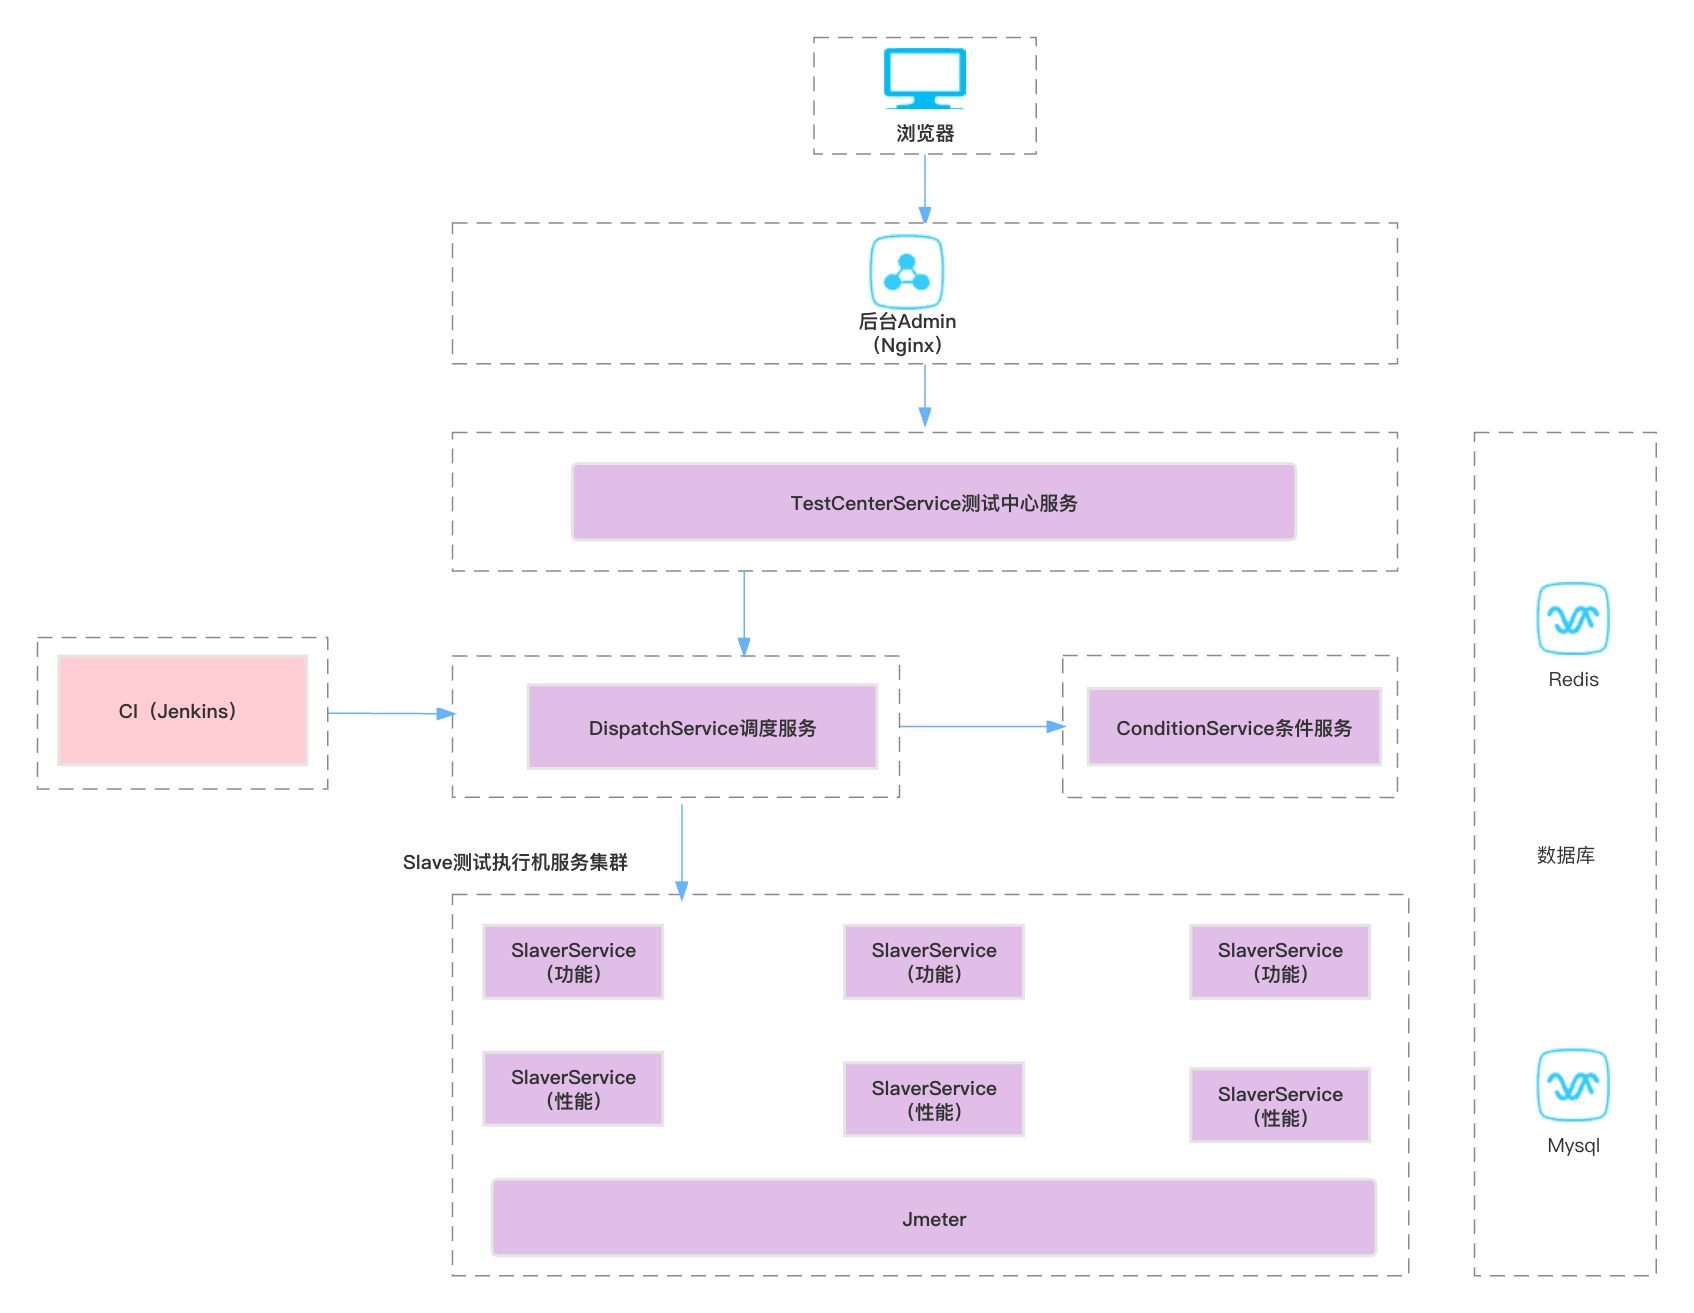 浏览器
后台Admin
（Nginx）
TestCenterService测试中心服务
CI（Jenkins）
DispatchService调度服务
ConditionService条件服务
Redis
数据库
Slave测试执行机服务集群
SlaverService
（功能）
SlaverService
（功能）
SlaverService
（功能）
SlaverService
（性能）
SlaverService
（性能）
SlaverService
（性能）
Mysql
Jmeter